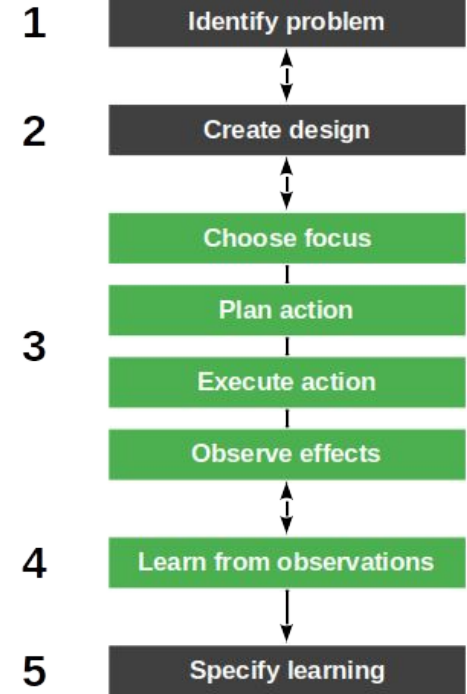 1 Identify problem
2 Create design
Choose focus
Plan action
3
Execute action
Observe effects
4 Learn from observations
5 Specify learning